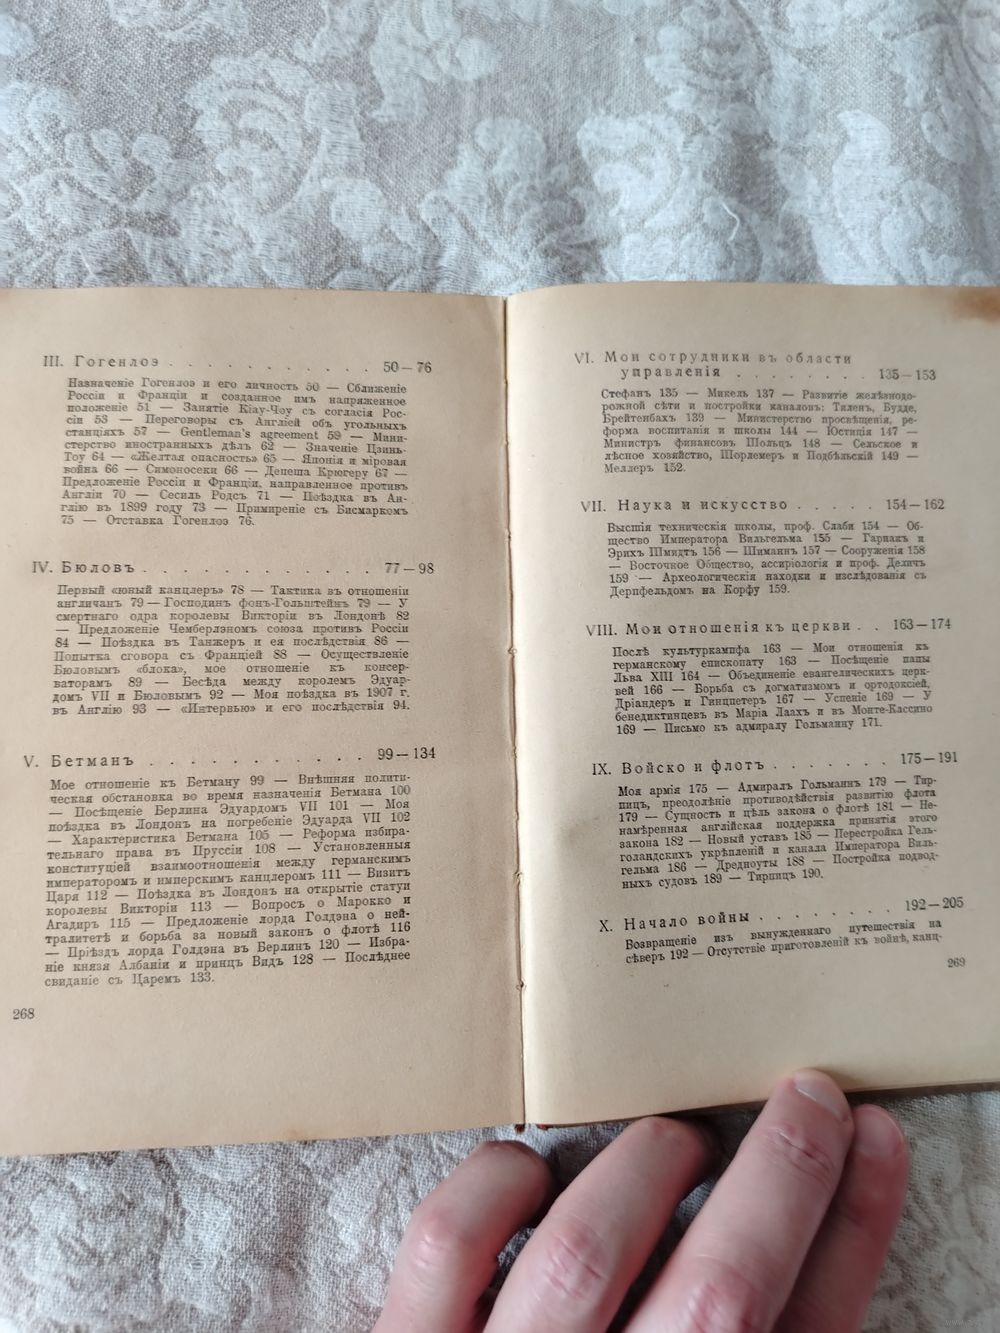 III. Гогенлоэ . . . . . . . . . . . . 50—76
Назначеніе Гогенлоэ и его личность 50 — Сближеніе
Россіи и Франціи и созданное имъ напряженное
положеніе 51 — Занятіе Кіау-Чоу съ согласія Рос-
сіи 53 — Переговоры съ Англіей объ угольныхъ
станціяхъ 57 — Gentleman's agreement 59 — Мини-
стерство иностранныхъ дѣлъ 62 — Значеніе Цзинь-
Тоу 64 — «Желтая опасность» 65 — Японія и міровая
война 66 — Симоносеки 66 — Депеша Крюгеру 67 —
Предложеніе Россіи и Франціи, направленное противъ
Англіи 70 — Сесиль Родсъ 71 — Поѣздка въ Ан-
глію въ 1899 году 73 — Примиреніе съ Бисмаркомъ
75 — Отставка Гогенлоэ 76.
IV. Бюловъ . . . . . . . . . . . . . 77—98
Первый «юный канцлеръ» 78 — Тактика въ отношеніи
англичанъ 79 — Господинъ фонъ-Гольштейнъ 79 — У
смертнаго одра королевы Викторіи въ Лондонѣ 82
— Предложеніе Чемберлэномъ союза противъ Россіи
84 — Поѣздка въ Танжеръ и ея послѣдствія 86 —
Попытка сговора съ Франціей 88 — Осуществленіе
Бюловымъ «блока», мое отношеніе къ консер-
ваторамъ 89 — Бесѣда между королемъ Эдуар-
домъ VII и Бюловымъ 92 — Моя поѣздка въ 1907 г.
въ Англію 93 — «Интервью» и его послѣдствія 94.
V. Бетманъ . . . . . . . . . . . . . 99—134
Мое отношеніе къ Бетману 99 — Внѣшняя полити-
ческая обстановка во время назначенія Бетмана 100
— Посѣщеніе Берлина Эдуардомъ VII 101 — Моя
поѣздка въ Лондонъ на погребеніе Эдуарда VII 102
— Характеристика Бетмана 105 — Реформа избира-
тельнаго права въ Пруссіи 108 — Установленныя
конституціей взаимоотношенія между германскимъ
императоромъ и имперскимъ канцлеромъ 111 — Визитъ
Царя 112 — Поѣздка въ Лондонъ на открытіе статуи
королевы Викторіи 113 — Вопросъ о Марокко и
Агадиръ 115 — Предложеніе лорда Голдэна о ней-
тралитетѣ и борьба за новый законъ о флотѣ 116
— Пріѣздъ лорда Голдэна въ Берлинъ 120 — Избра-
ніе князя Албаніи и принцъ Видъ 128 — Послѣднее
свиданіе съ Царемъ 133.
268
VI. Мои сотрудники въ области
управленія . . . . . . . . 135—153
Стефанъ 135 — Микель 137 — Развитіе желѣзнодо-
рожной сѣти и постройки каналовъ: Тиленъ, Будде,
Брейтенбахъ 139 — Министерство просвѣщенія, ре-
форма воспитанія и школы 144 — Юстиція 147 —
Министръ финансовъ Шольцъ 148 — Сельское и
лѣсное хозяйство, Шорлемеръ и Подбѣльскій 149 —
Меллеръ 152.
VII. Наука и искусство . . . . . 154—162
Высшія техническія школы, проф. Слаби 154 — Об-
щество Императора Вильгельма 155 — Гарнакъ и
Эрихъ Шмидтъ 156 — Шиманнъ 157 — Сооруженія 158
— Восточное Общество, ассиріологія и проф. Деличъ
159 — Археологическія находки и изслѣдованія съ
Дерпфельдомъ на Корфу 159.
VIII. Мои отношенія къ церкви . . 163—174
Послѣ культуркампфа 163 — Мои отношенія къ
германскому епископату 163 — Посѣщеніе папы
Льва XIII 164 — Объединеніе евангелическихъ церк-
вей 166 — Борьба съ догматизмомъ и ортодоксіей,
Дріандеръ и Гинцпетеръ 167 — Успеніе 169 — У
бенедиктинцевъ въ Маріа Лаахъ и въ Монте-Кассино
169 — Письмо къ адмиралу Гольманну 171.
IX. Войско и флотъ . . . . . . . 175—191
Моя армія 175 — Адмиралъ Гольманнъ 179 — Тир-
пицъ, преодолѣніе противодѣйствія развитію флота
179 — Сущность и цѣль закона о флотѣ 181 — Не-
намѣренная англійская поддержка принятія этого
закона 182 — Новый уставъ 185 — Перестройка Гель-
голандскихъ укрѣпленій и канала Императора Виль-
гельма 186 — Дредноуты 188 — Постройка подвод-
ныхъ судовъ 189 — Тирпицъ 190.
X. Начало войны . . . . . . . . 192—205
Возвращеніе изъ вынужденнаго путешествія на
сѣверъ 192 — Отсутствіе приготовленій къ войнѣ, канц-
269